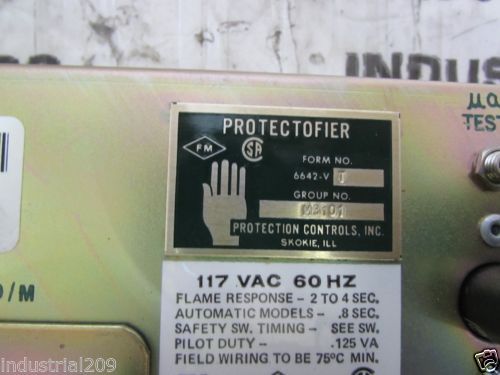 INDUS
µa
TEST
PROTECTOFIER
FM
SA
FORM NO.
6642-V I
GROUP NO.
M3101
PROTECTION CONTROLS, INC.
SKOKIE, ILL
O/M
117 VAC 60 HZ
FLAME RESPONSE – 2 TO 4 SEC.
AUTOMATIC MODELS – .8 SEC.
SAFETY SW. TIMING – SEE SW.
PILOT DUTY – .125 VA
FIELD WIRING TO BE 75°C MIN.
industrial209